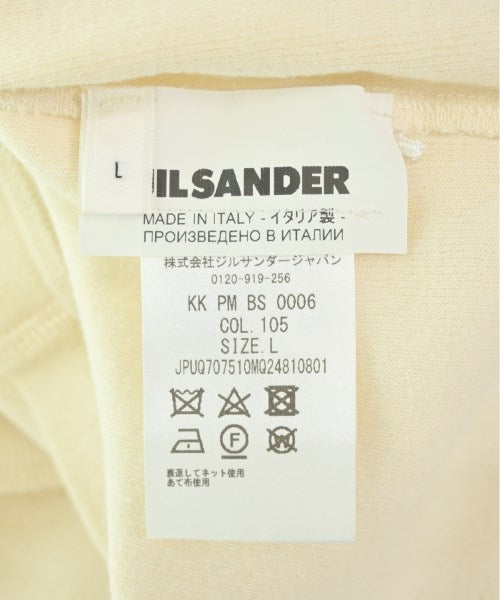 L
JIL SANDER
MADE IN ITALY - イタリア製 -
ПРОИЗВЕДЕНО В ИТАЛИИ
株式会社ジルサンダージャパン
0120-919-256
KK PM BS 0006
COL. 105
SIZE. L
JPUQ707510MQ24810801
F
W
裏返してネット使用
あて布使用